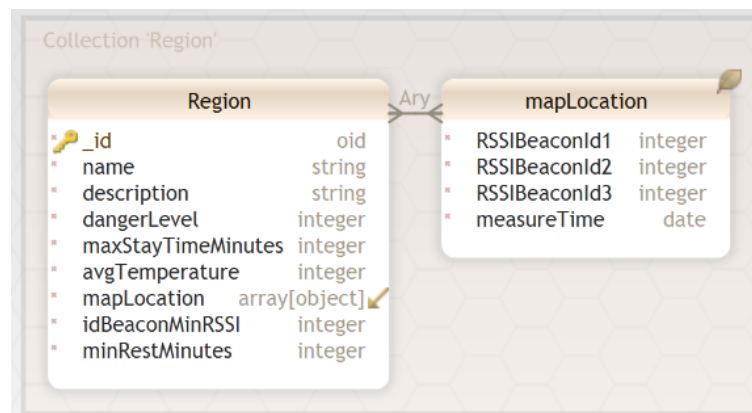 Collection 'Region'
Region
_id oid
name string
description string
dangerLevel integer
maxStayTimeMinutes integer
avgTemperature integer
mapLocation array[object]
idBeaconMinRSSI integer
minRestMinutes integer
Ary
mapLocation
RSSIBeaconId1 integer
RSSIBeaconId2 integer
RSSIBeaconId3 integer
measureTime date